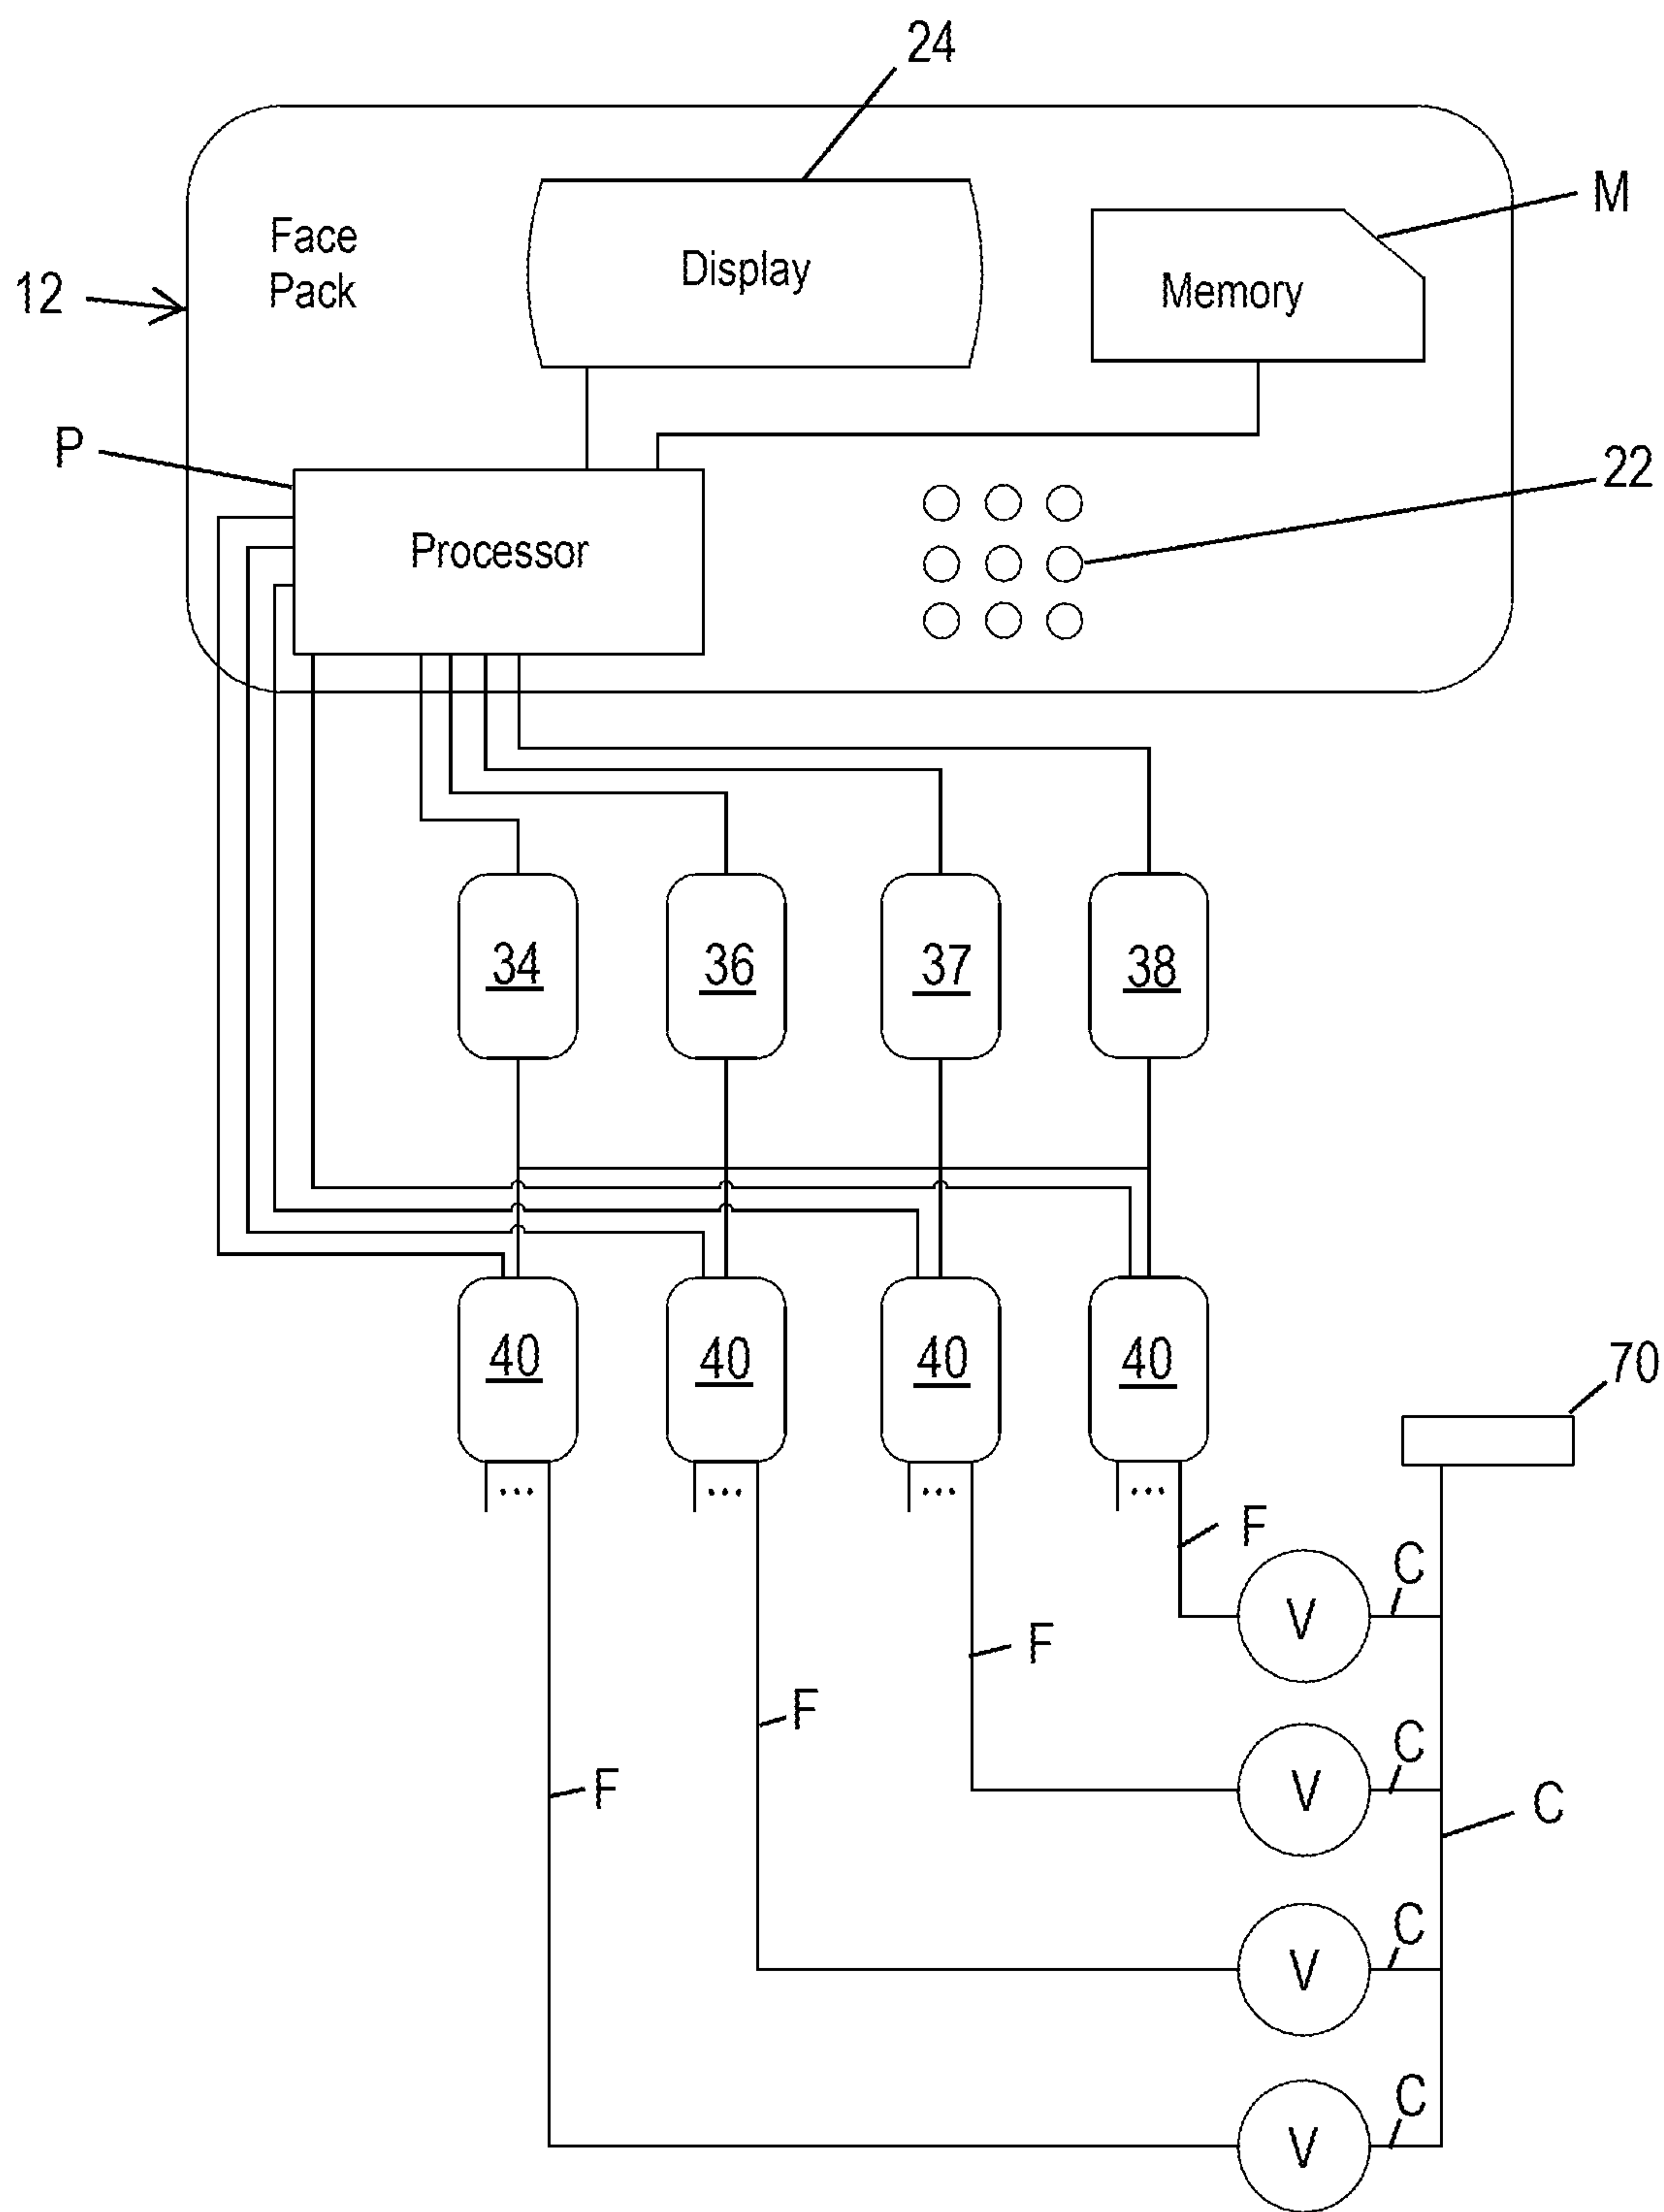 24
M
Face
Pack
Display
Memory
12
P
22
Processor
34
36
37
38
40
40
40
40
70
...
...
...
...
F
C
V
F
C
F
V
F
C
C
V
C
V